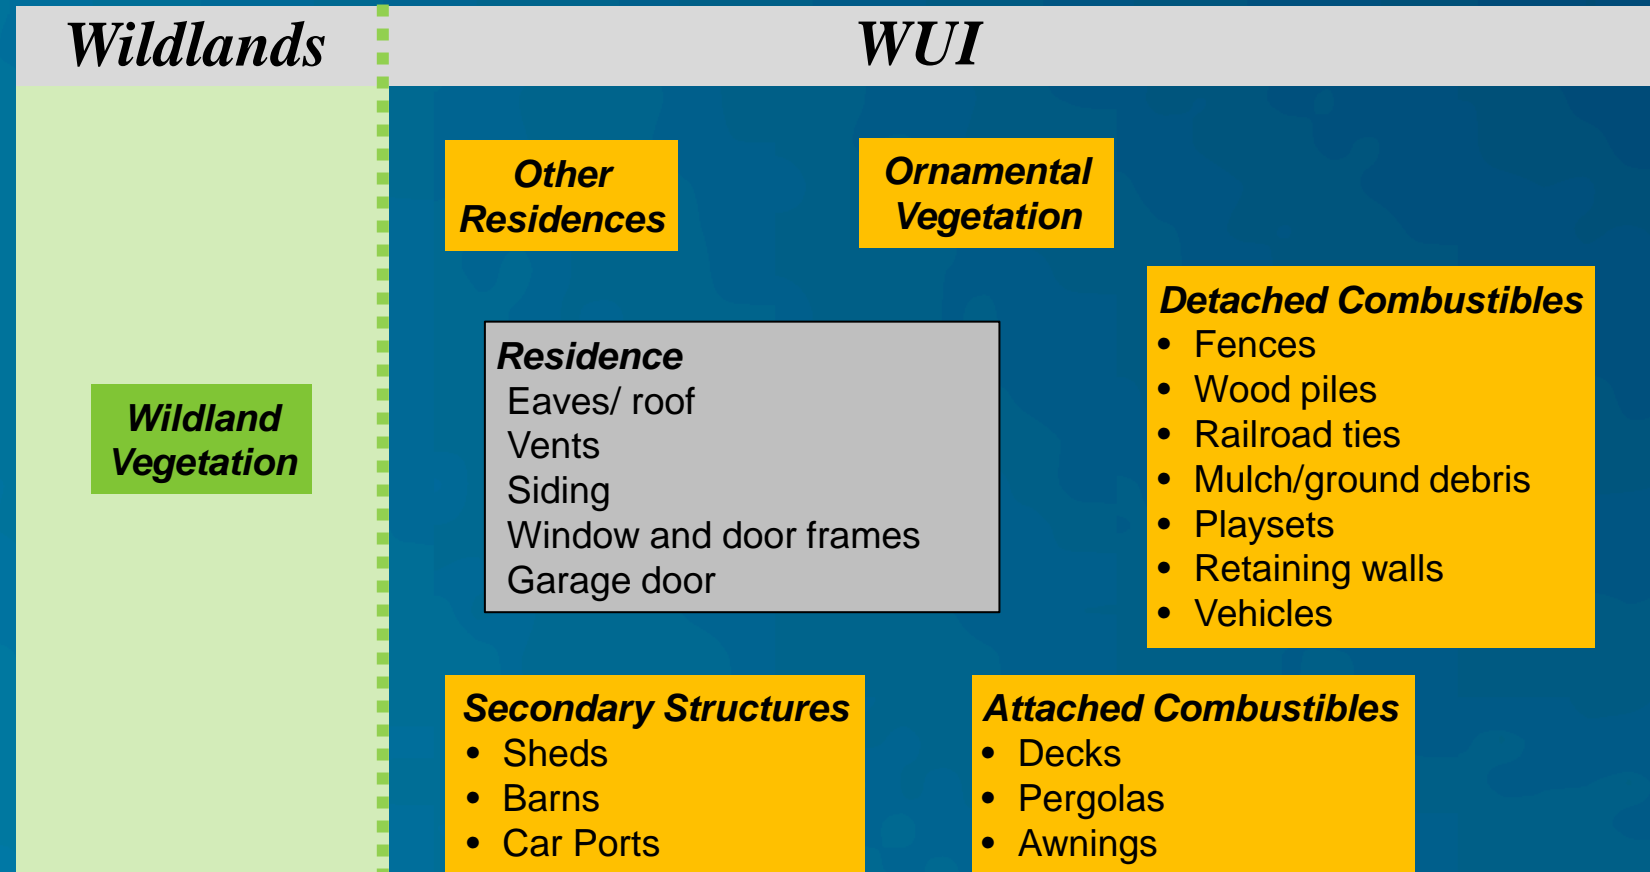 Wildlands
WUI
Other
Residences
Ornamental
Vegetation
Wildland
Vegetation
Residence
Eaves/ roof
Vents
Siding
Window and door frames
Garage door
Detached Combustibles
• Fences
• Wood piles
• Railroad ties
• Mulch/ground debris
• Playsets
• Retaining walls
• Vehicles
Secondary Structures
• Sheds
• Barns
• Car Ports
Attached Combustibles
• Decks
• Pergolas
• Awnings